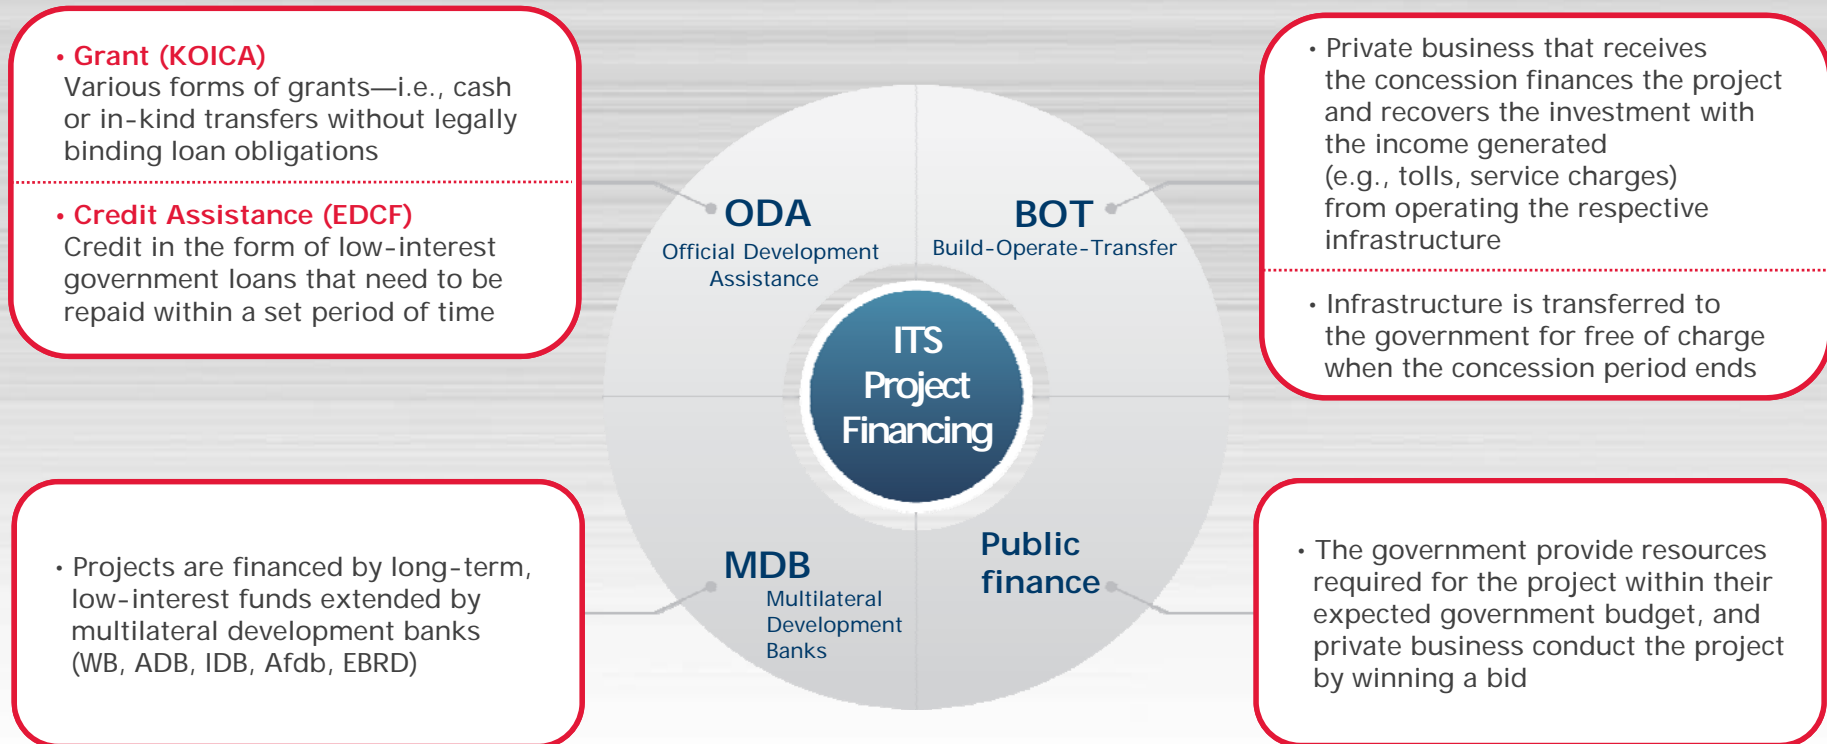 • Grant (KOICA)
Various forms of grants—i.e., cash
or in-kind transfers without legally
binding loan obligations
• Credit Assistance (EDCF)
Credit in the form of low-interest
government loans that need to be
repaid within a set period of time
ODA
Official Development
Assistance
BOT
Build-Operate-Transfer
• Private business that receives
the concession finances the project
and recovers the investment with
the income generated
(e.g., tolls, service charges)
from operating the respective
infrastructure
• Infrastructure is transferred to
the government for free of charge
when the concession period ends
ITS
Project
Financing
• Projects are financed by long-term,
low-interest funds extended by
multilateral development banks
(WB, ADB, IDB, Afdb, EBRD)
MDB
Multilateral
Development
Banks
Public
finance
• The government provide resources
required for the project within their
expected government budget, and
private business conduct the project
by winning a bid